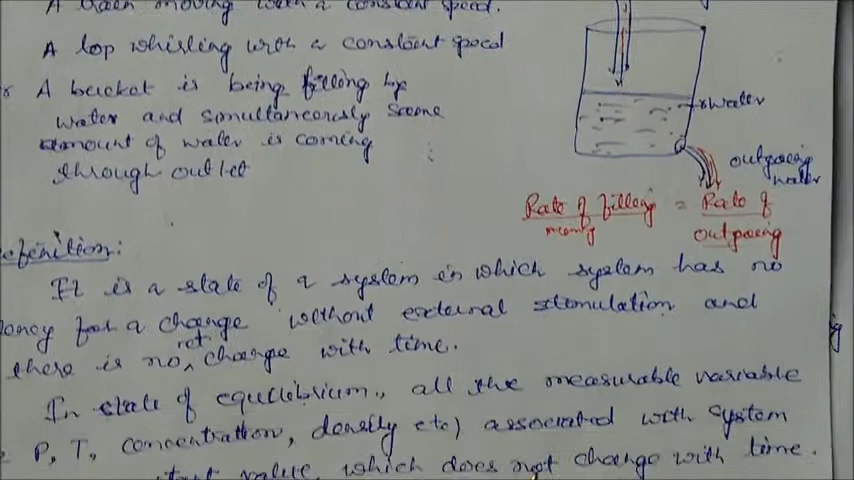 A train moving with a constant speed.
A top whisling with a constant speed
A bucket is being filling by
water and simultaneously some
amount of water is coming
through outlet
water
outgoing
water
Rate of filling = Rate of
outgoing
definition:
It is a state of a system in which system has no
dency for a change without external stimulation and
there is no net change with time.
In state of equilibrium, all the measurable variable
P, T, concentration, density etc) associated with system
value, which does not change with time.